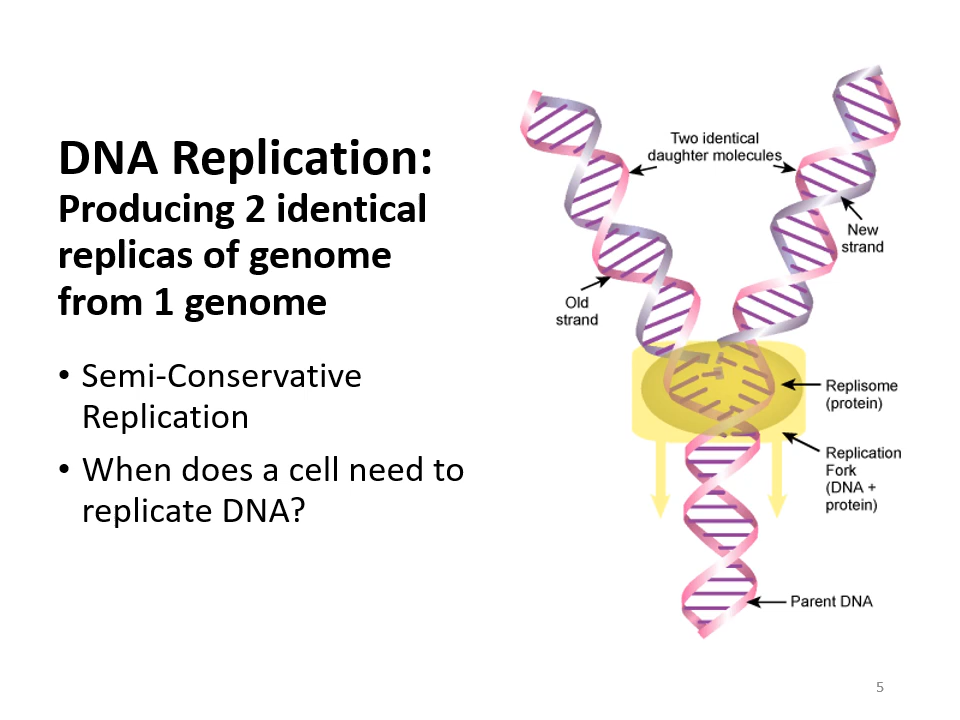 DNA Replication:
Producing 2 identical
replicas of genome
from 1 genome
• Semi-Conservative
Replication
• When does a cell need to
replicate DNA?
Two identical
daughter molecules
New
strand
Old
strand
Replisome
(protein)
Replication
Fork
(DNA +
protein)
Parent DNA
5